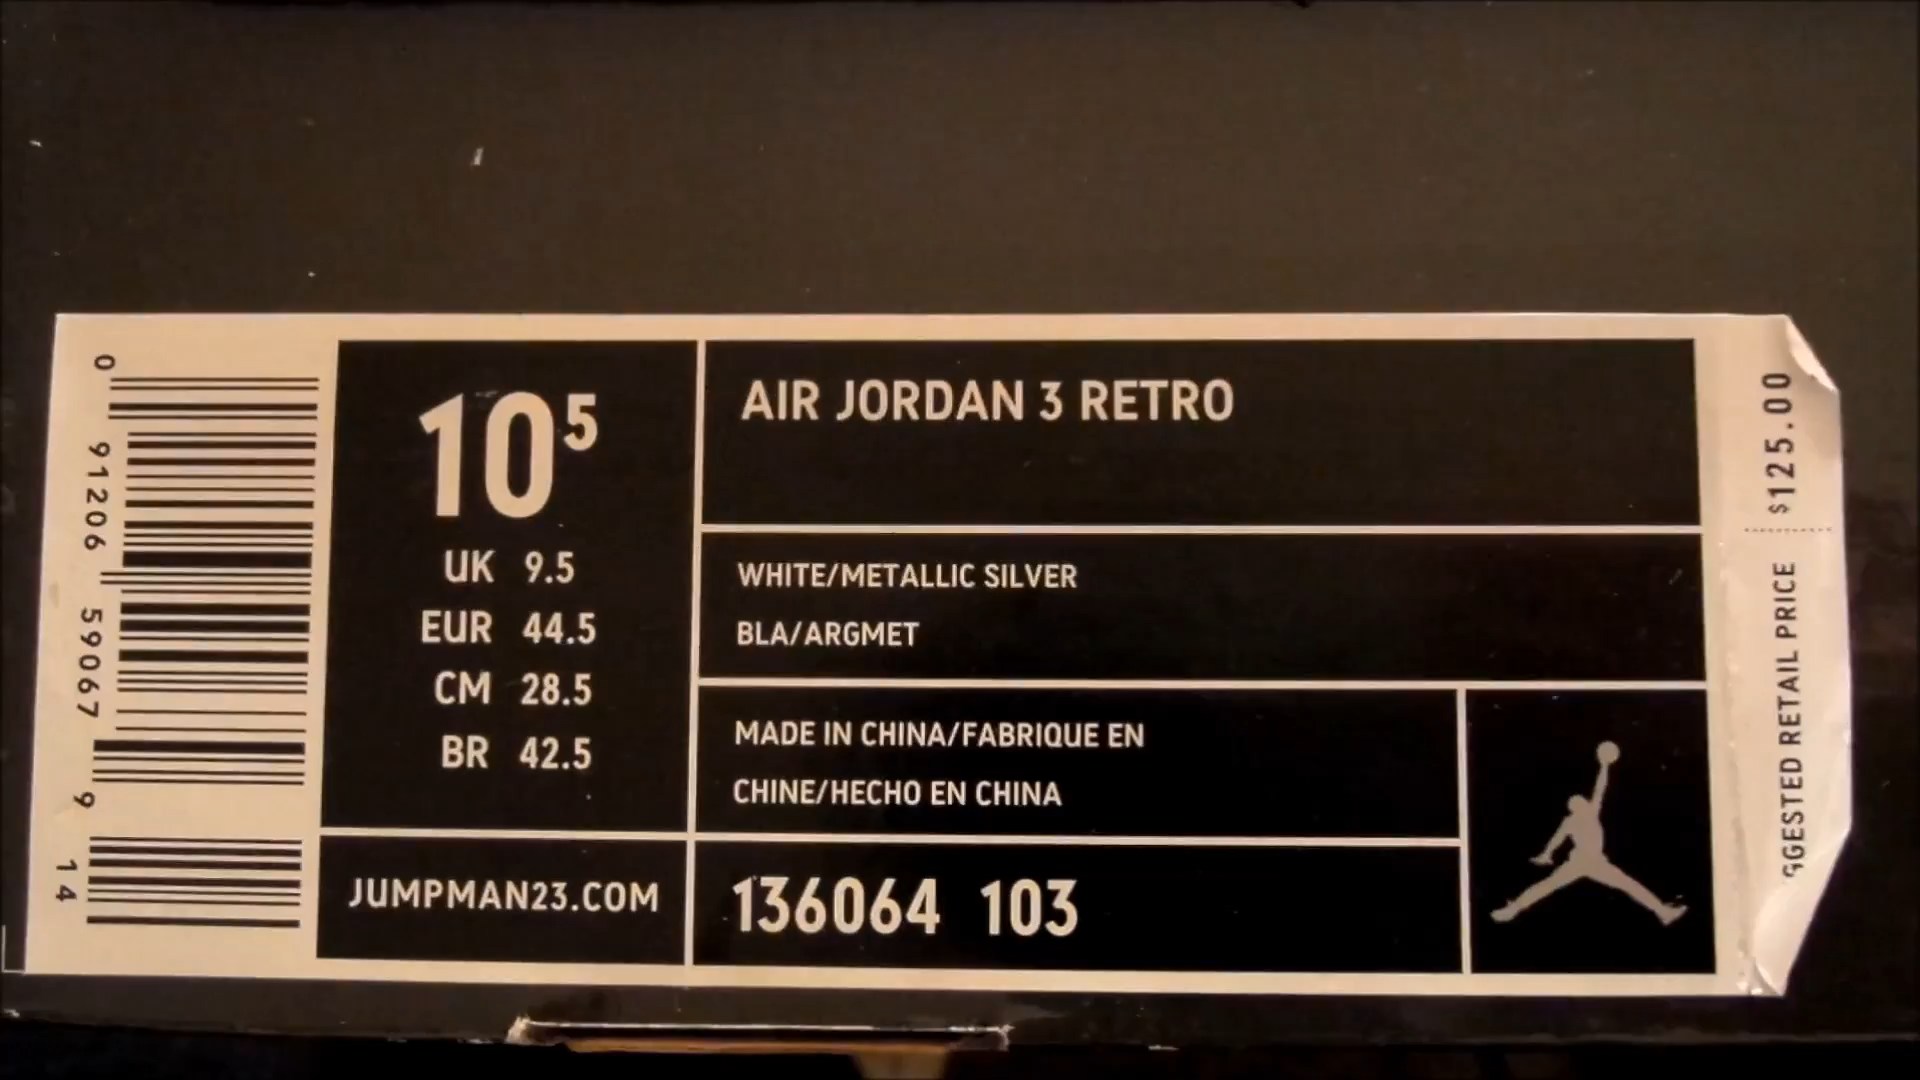 0 91206 59067 9
14
10⁵
UK 9.5
EUR 44.5
CM 28.5
BR 42.5
JUMPMAN23.COM
AIR JORDAN 3 RETRO
WHITE/METALLIC SILVER
BLA/ARGMET
MADE IN CHINA/FABRIQUE EN
CHINE/HECHO EN CHINA
136064 103
GGESTED RETAIL PRICE $125.00